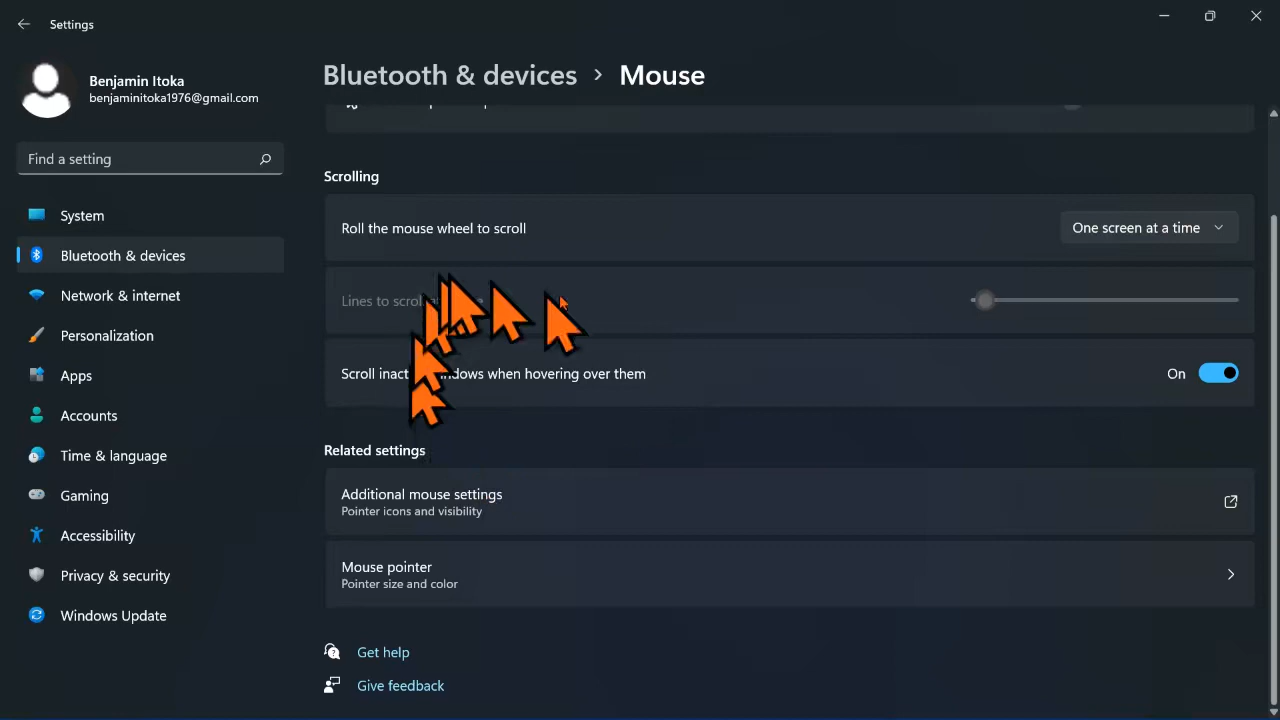 Settings
Benjamin Itoka
benjaminitoka1976@gmail.com
Find a setting
System
Bluetooth & devices
Network & internet
Personalization
Apps
Accounts
Time & language
Gaming
Accessibility
Privacy & security
Windows Update
Bluetooth & devices > Mouse
Scrolling
Roll the mouse wheel to scroll
One screen at a time
Lines to scroll
Scroll inact ndows when hovering over them
On
Related settings
Additional mouse settings
Pointer icons and visibility
Mouse pointer
Pointer size and color
Get help
Give feedback